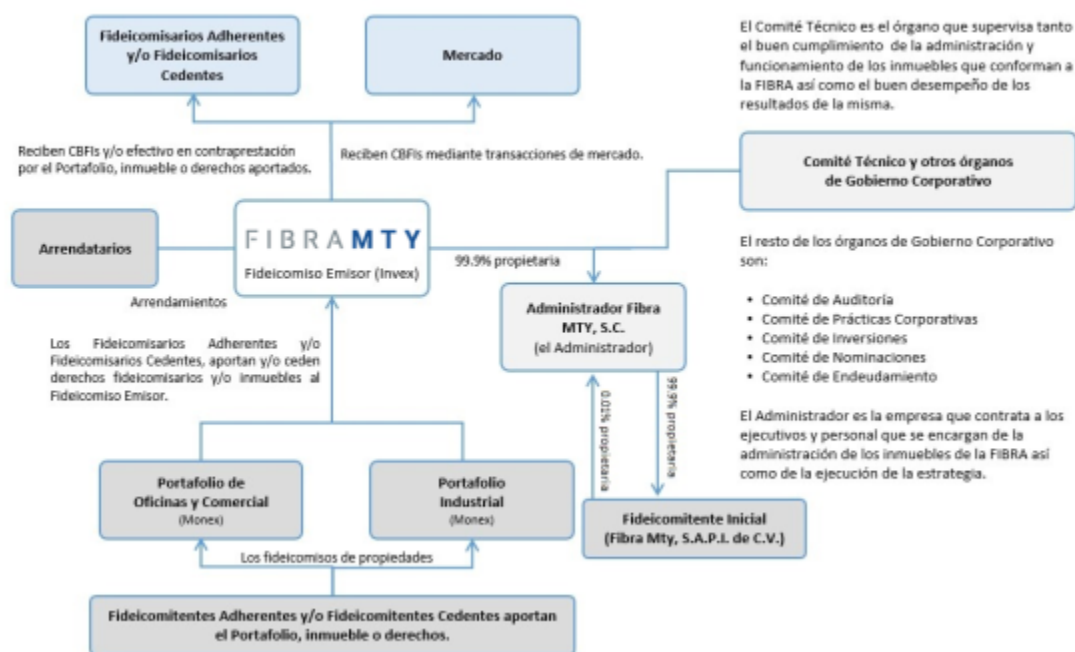 Fideicomisarios Adherentes
y/o Fideicomisarios
Cedentes
Mercado
El Comité Técnico es el órgano que supervisa tanto
el buen cumplimiento de la administración y
funcionamiento de los inmuebles que conforman a
la FIBRA así como el buen desempeño de los
resultados de la misma.
Reciben CBFIs y/o efectivo en contraprestación
por el Portafolio, inmueble o derechos aportados.
Reciben CBFIs mediante transacciones de mercado.
Comité Técnico y otros órganos
de Gobierno Corporativo
Arrendatarios
FIBRAMTY
Fideicomiso Emisor (Invex)
99.9% propietaria
Arrendamientos
El resto de los órganos de Gobierno Corporativo
son:
• Comité de Auditoría
• Comité de Prácticas Corporativas
• Comité de Inversiones
• Comité de Nominaciones
• Comité de Endeudamiento
Administrador Fibra
MTY, S.C.
(el Administrador)
Los Fideicomisarios Adherentes y/o
Fideicomisarios Cedentes, aportan y/o ceden
derechos fideicomisarios y/o inmuebles al
Fideicomiso Emisor.
0.01% propietaria
99.9% propietaria
El Administrador es la empresa que contrata a los
ejecutivos y personal que se encargan de la
administración de los inmuebles de la FIBRA así
como de la ejecución de la estrategia.
Portafolio de
Oficinas y Comercial
(Monex)
Portafolio
Industrial
(Monex)
Fideicomitente Inicial
(Fibra Mty, S.A.P.I. de C.V.)
Los fideicomisos de propiedades
Fideicomitentes Adherentes y/o Fideicomitentes Cedentes aportan
el Portafolio, inmueble o derechos.